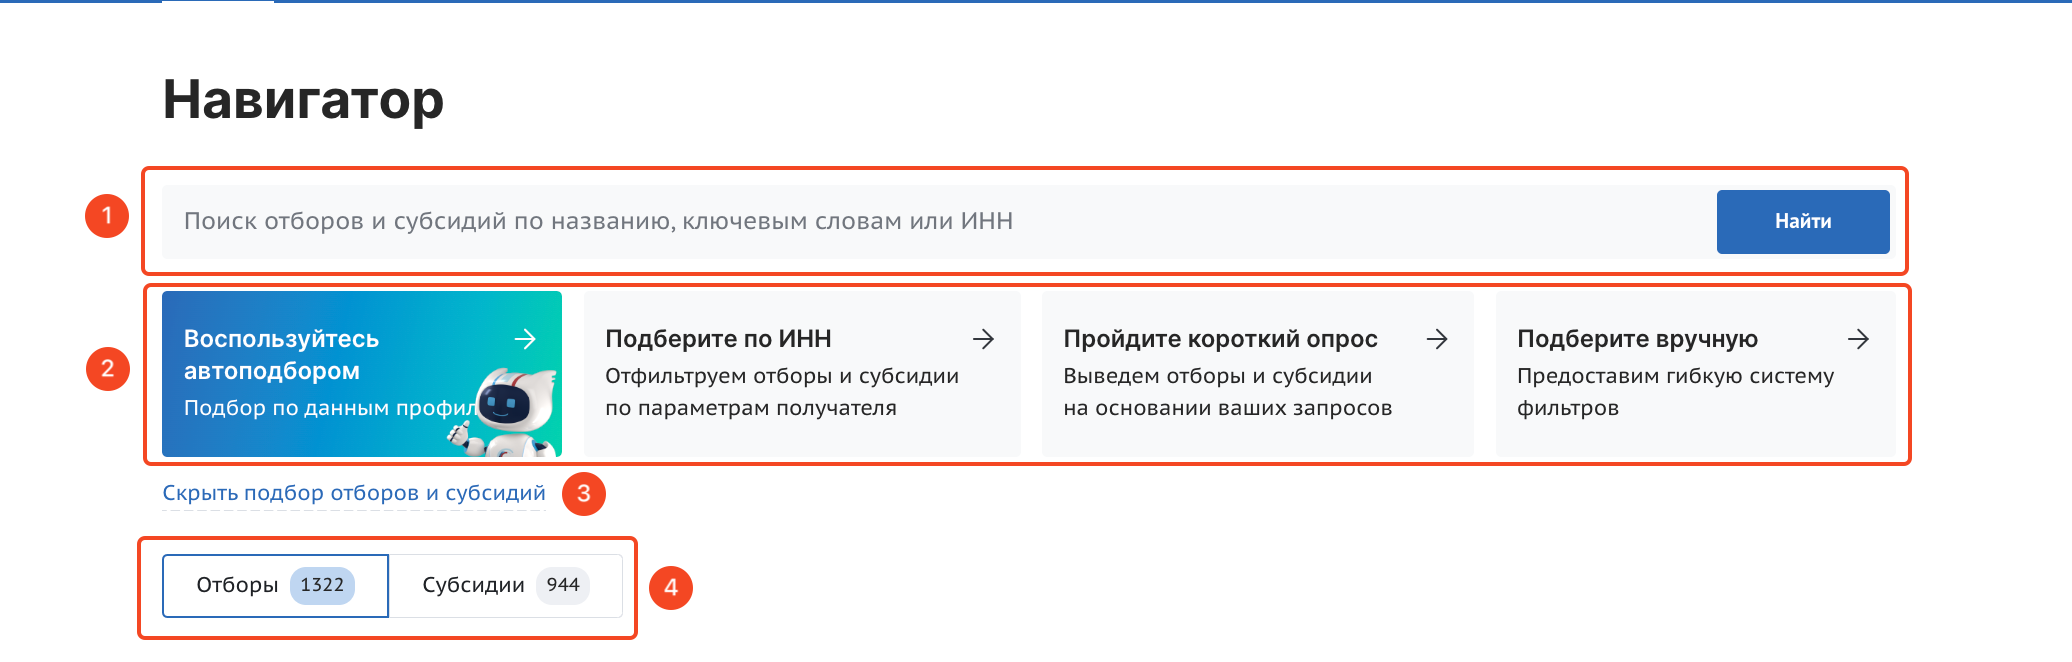 Навигатор
1
Поиск отборов и субсидий по названию, ключевым словам или ИНН
Найти
2
Воспользуйтесь
автоподбором
Подбор по данным профил
Подберите по ИНН
Отфильтруем отборы и субсидии
по параметрам получателя
Пройдите короткий опрос
Выведем отборы и субсидии
на основании ваших запросов
Подберите вручную
Предоставим гибкую систему
фильтров
Скрыть подбор отборов и субсидий
3
Отборы 1322
Субсидии 944
4